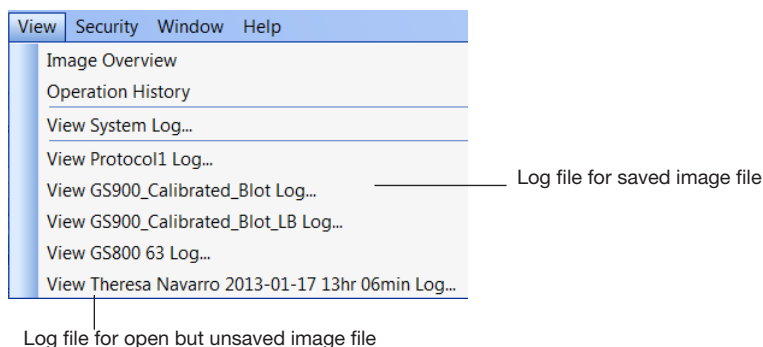 View Security Window Help
Image Overview
Operation History
View System Log...
View Protocol1 Log...
View GS900_Calibrated_Blot Log...
Log file for saved image file
View GS900_Calibrated_Blot_LB Log...
View GS800 63 Log...
View Theresa Navarro 2013-01-17 13hr 06min Log...
Log file for open but unsaved image file